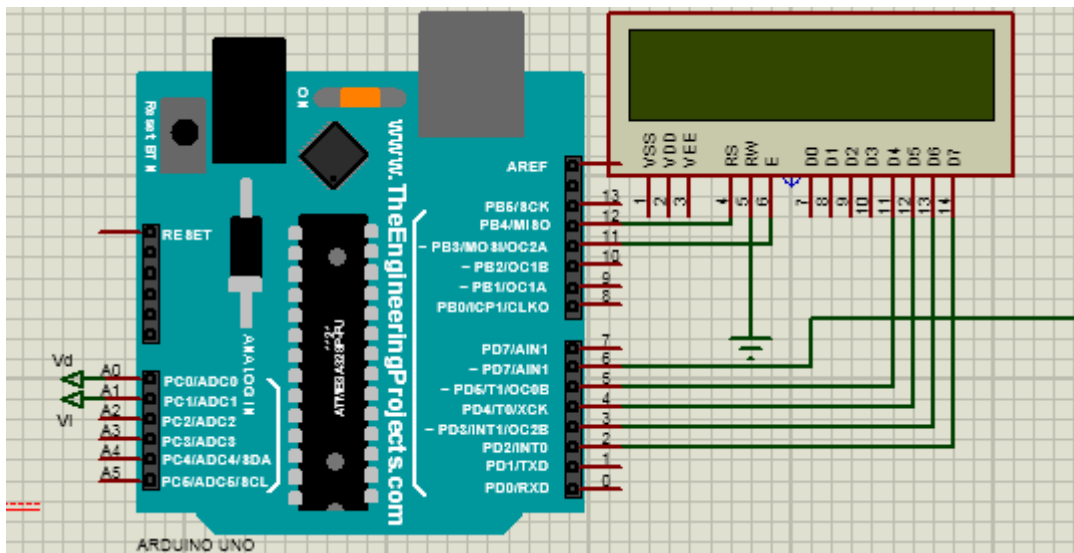 VSS
VDD
VEE
RS
RW
E
D0
D1
D2
D3
D4
D5
D6
D7
1
2
3
4
5
6
7
8
9
10
11
12
13
14
Reset BTN
ON
www.TheEngineeringProjects.com
ATMEGA328P-PU
ANALOG IN
RESET
AREF
13
PB5/SCK
12
PB4/MISO
11
~ PB3/MOSI/OC2A
10
~ PB2/OC1B
9
~ PB1/OC1A
8
PB0/ICP1/CLKO
7
PD7/AIN1
6
~ PD7/AIN1
5
~ PD5/T1/OC0B
4
PD4/T0/XCK
3
~ PD3/INT1/OC2B
2
PD2/INT0
1
PD1/TXD
0
PD0/RXD
Vd
A0
PC0/ADC0
A1
PC1/ADC1
VI
A2
PC2/ADC2
A3
PC3/ADC3
A4
PC4/ADC4/SDA
A5
PC5/ADC5/SCL
ARDUINO UNO